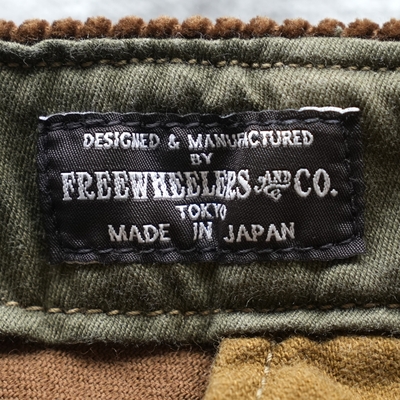 DESIGNED & MANUFACTURED
BY
FREEWHEELERS AND CO.
TOKYO
MADE IN JAPAN